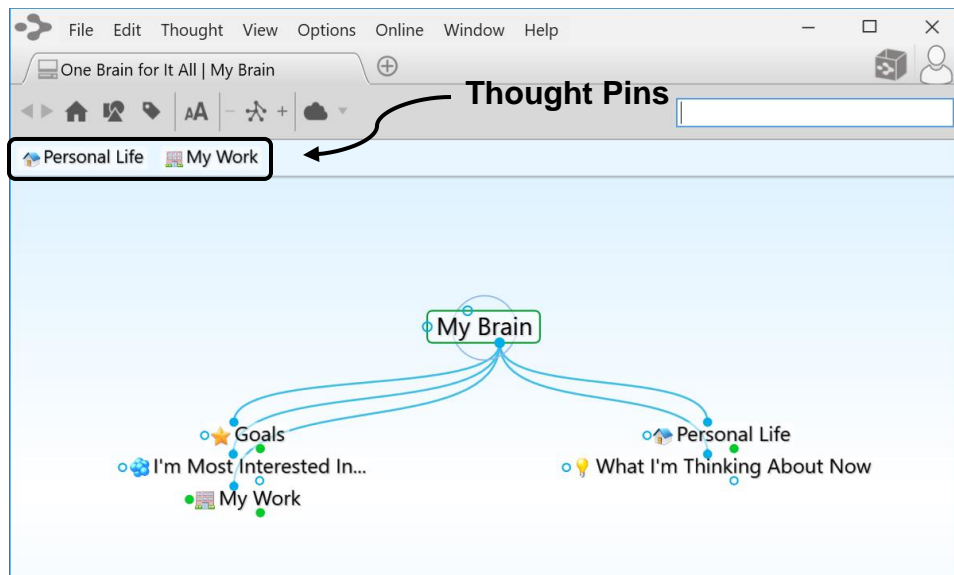 File Edit Thought View Options Online Window Help
One Brain for It All | My Brain
AA
Thought Pins
Personal Life My Work
My Brain
Goals
Personal Life
I'm Most Interested In...
What I'm Thinking About Now
My Work